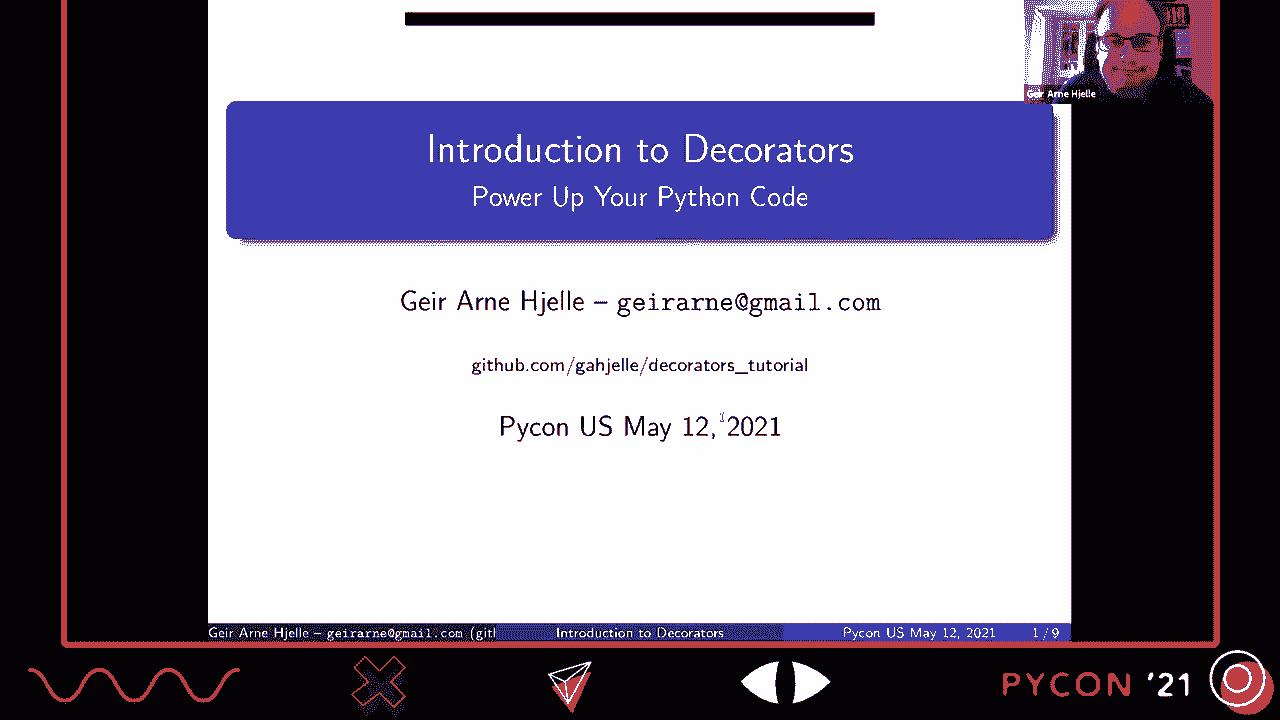 Geir Arne Hjelle
Introduction to Decorators
Power Up Your Python Code
Geir Arne Hjelle – geirarne@gmail.com
github.com/gahjelle/decorators_tutorial
Pycon US May 12, 2021
Geir Arne Hjelle – geirarne@gmail.com (gitl
Introduction to Decorators
Pycon US May 12, 2021
1 / 9
PYCON '21